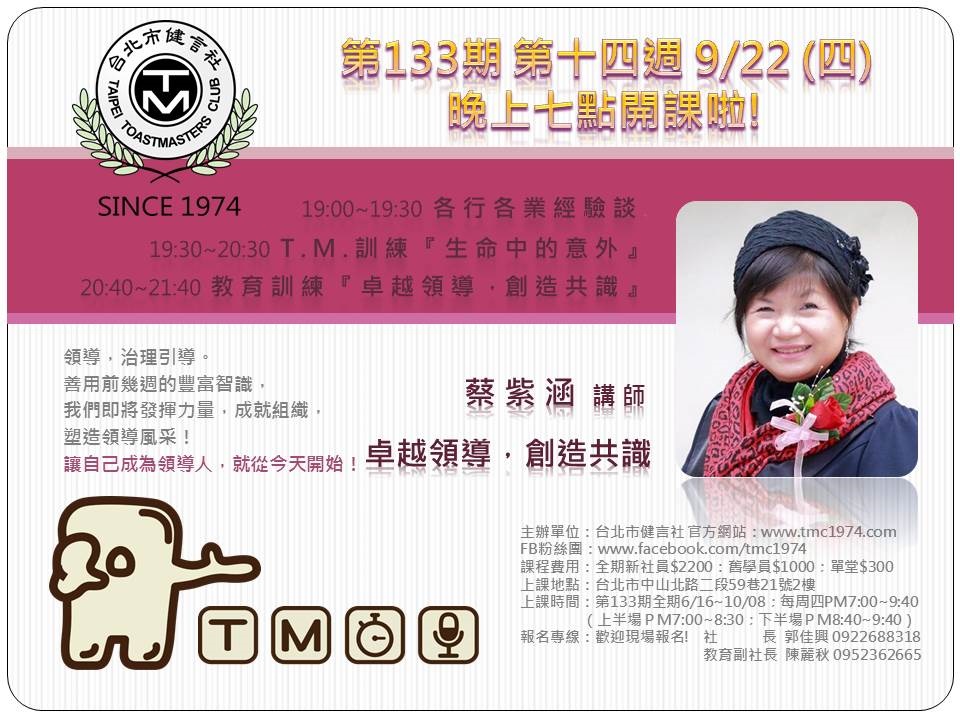 台北市健言社
TM
TAIPEI TOASTMASTERS CLUB
SINCE 1974
第133期 第十四週 9/22 (四)
晚上七點開課啦!
19:00~19:30 各行各業經驗談
19:30~20:30 T.M.訓練『生命中的意外』
20:40~21:40 教育訓練『卓越領導，創造共識』
領導，治理引導。
善用前幾週的豐富智識，
我們即將發揮力量，成就組織，
塑造領導風采！
讓自己成為領導人，就從今天開始！
蔡紫涵 講師
卓越領導，創造共識
T M
主辦單位：台北市健言社 官方網站：www.tmc1974.com
FB粉絲團：www.facebook.com/tmc1974
課程費用：全期新社員$2200；舊學員$1000；單堂$300
上課地點：台北市中山北路二段59巷21號2樓
上課時間：第133期全期6/16~10/08；每周四PM7:00~9:40
（上半場ＰM7:00~8:30；下半場ＰM8:40~9:40）
報名專線：歡迎現場報名! 社 長 郭佳興 0922688318
教育副社長 陳麗秋 0952362665